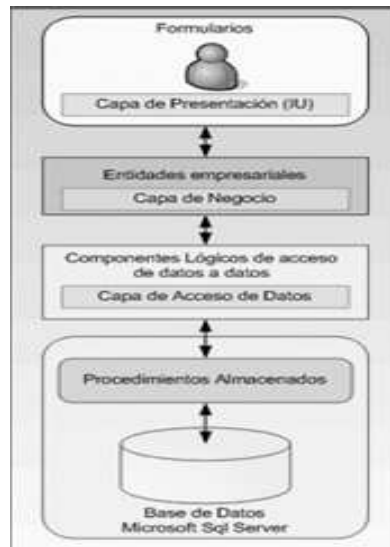 Formularios
Capa de Presentación (IU)
Entidades empresariales
Capa de Negocio
Componentes Lógicos de acceso
de datos a datos
Capa de Acceso de Datos
Procedimientos Almacenados
Base de Datos
Microsoft Sql Server